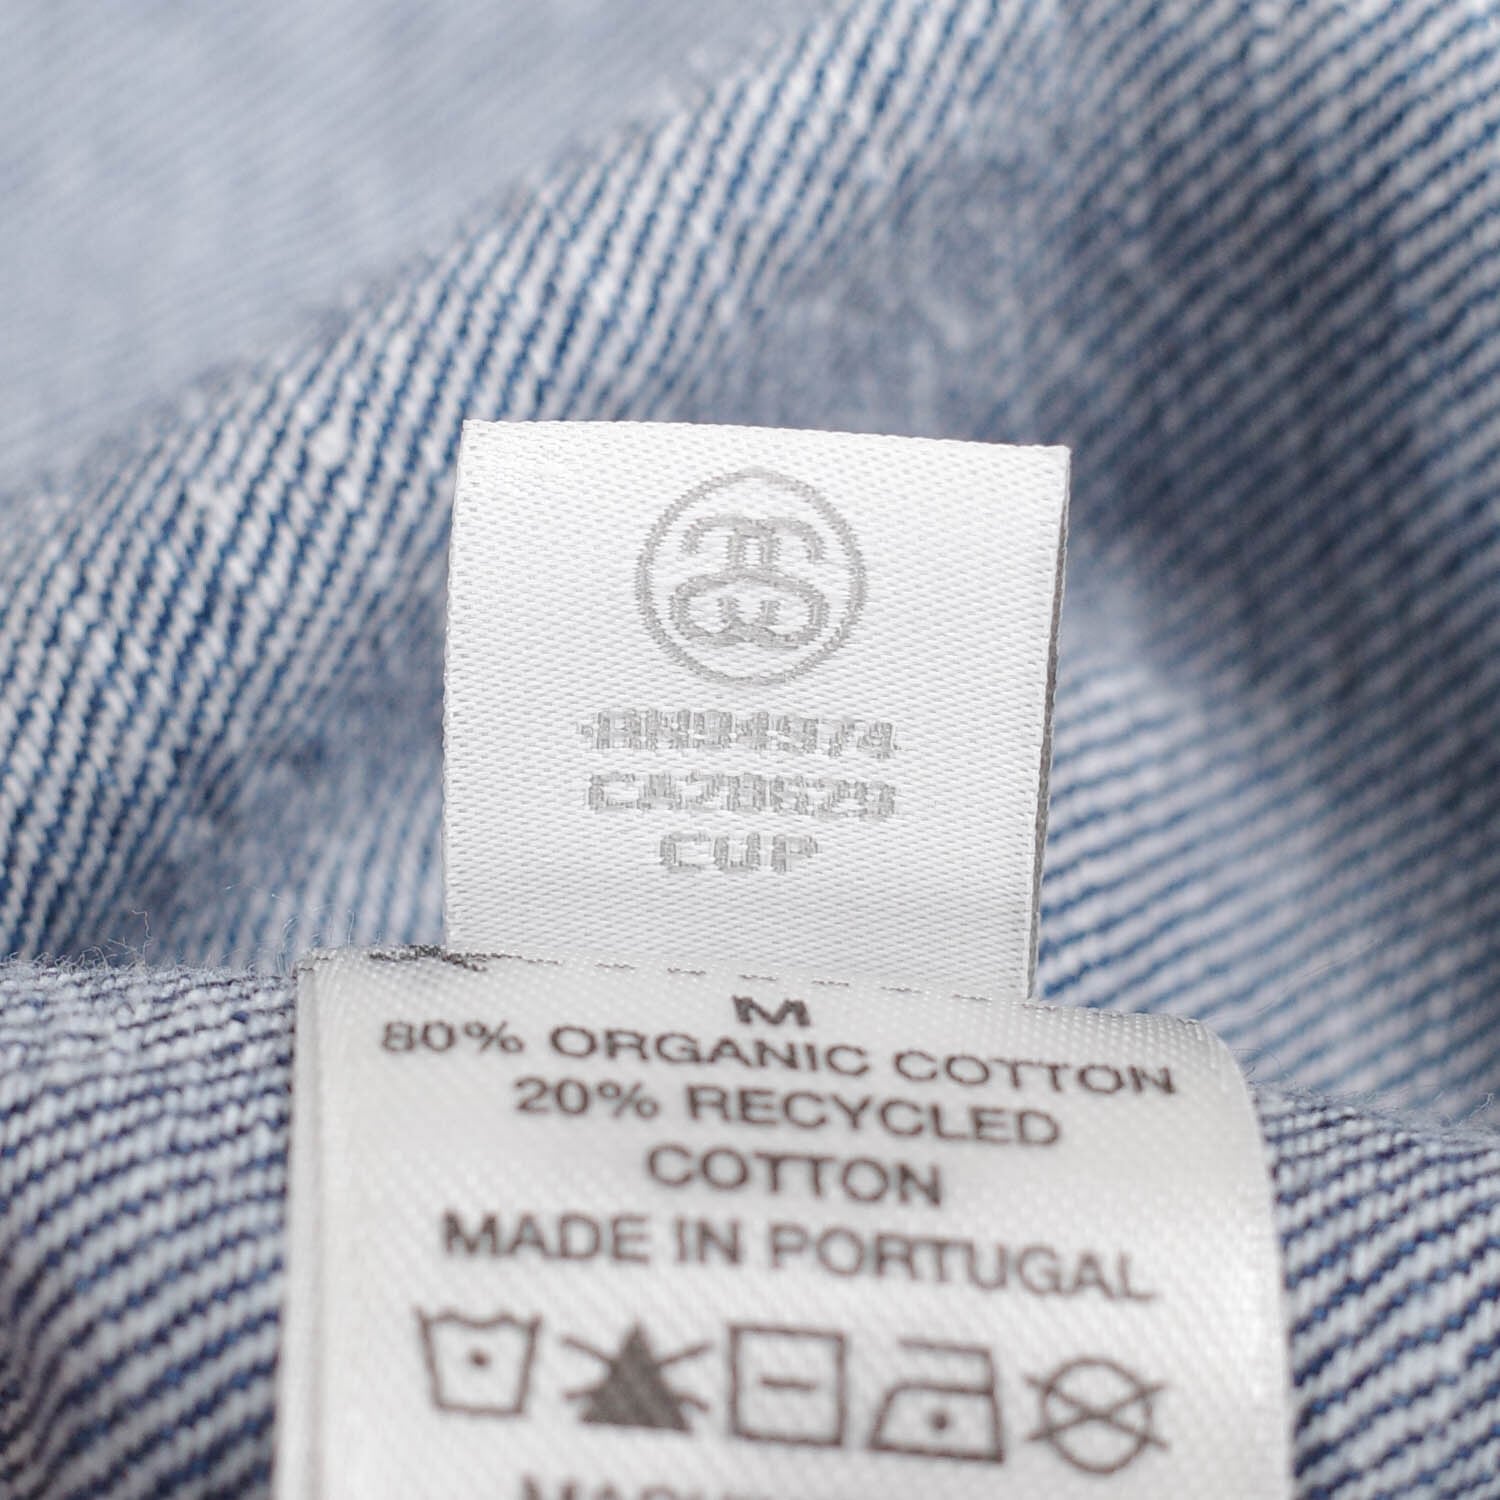 RN94974
CA28629
CUP
M
80% ORGANIC COTTON
20% RECYCLED
COTTON
MADE IN PORTUGAL